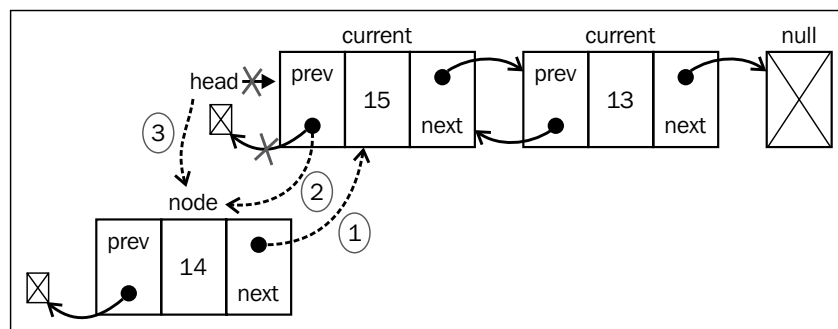 current current null
head prev 15 next prev 13 next
3
node 2 1
prev 14 next